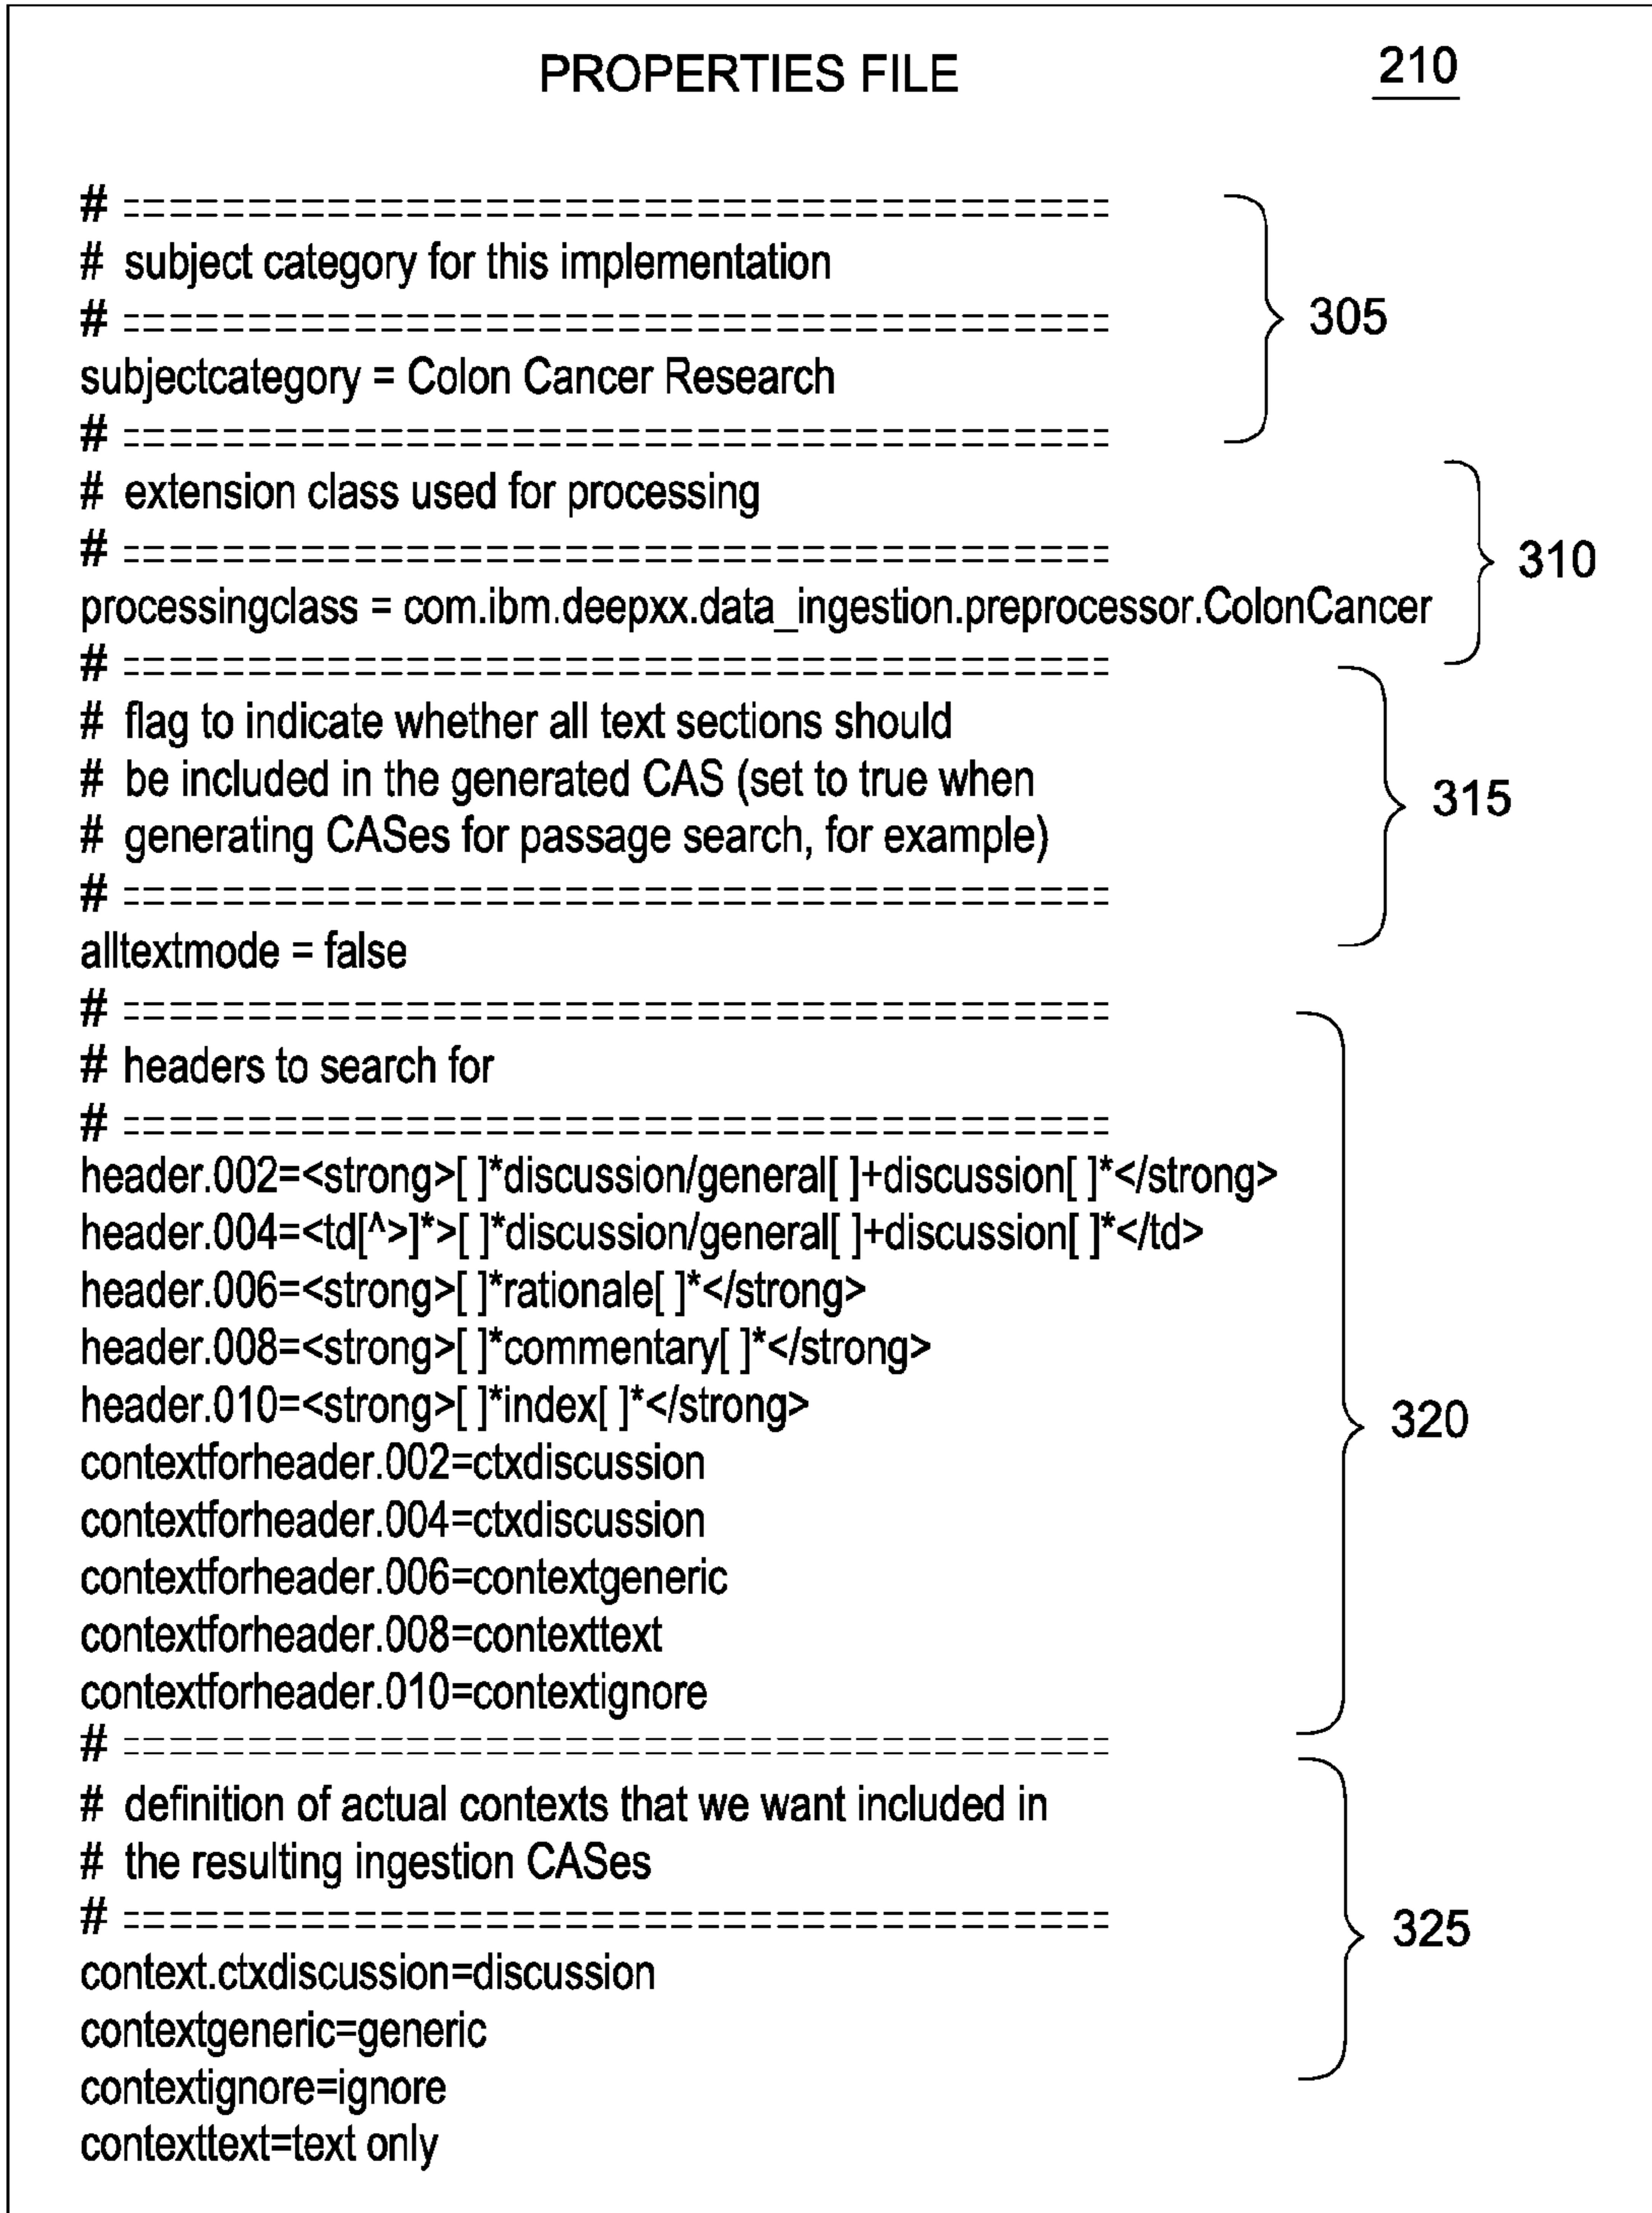 PROPERTIES FILE 210
# ========================================
# subject category for this implementation
# ========================================
305
subjectcategory = Colon Cancer Research
# ========================================
# extension class used for processing
# ========================================
310
processingclass = com.ibm.deepxx.data_ingestion.preprocessor.ColonCancer
# ========================================
# flag to indicate whether all text sections should
# be included in the generated CAS (set to true when
315
# generating CASes for passage search, for example)
# ========================================
alltextmode = false
# ========================================
# headers to search for
# ========================================
header.002=<strong>[ ]*discussion/general[ ]+discussion[ ]*</strong>
header.004=<td[^>]*>[ ]*discussion/general[ ]+discussion[ ]*</td>
header.006=<strong>[ ]*rationale[ ]*</strong>
header.008=<strong>[ ]*commentary[ ]*</strong>
header.010=<strong>[ ]*index[ ]*</strong>
320
contextforheader.002=ctxdiscussion
contextforheader.004=ctxdiscussion
contextforheader.006=contextgeneric
contextforheader.008=contexttext
contextforheader.010=contextignore
# ========================================
# definition of actual contexts that we want included in
# the resulting ingestion CASes
# ========================================
325
context.ctxdiscussion=discussion
contextgeneric=generic
contextignore=ignore
contexttext=text only